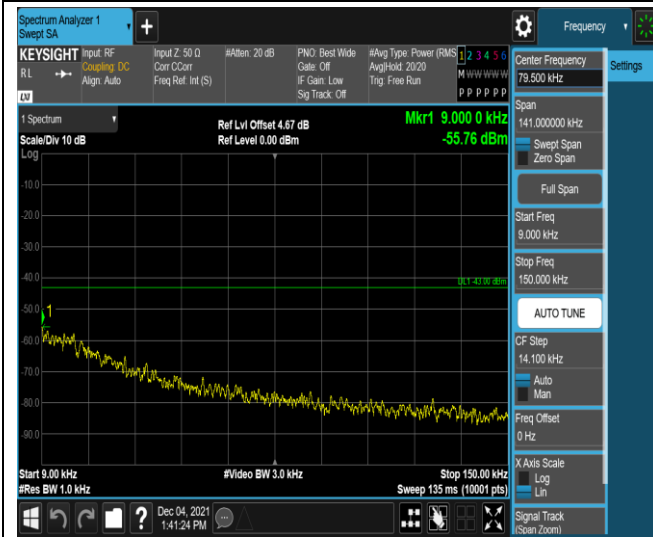 Spectrum Analyzer 1
Swept SA
+
Frequency
KEYSIGHT
RL
LXI
Input: RF
Coupling: DC
Align: Auto
Input Z: 50 Ω
Corr CCorr
Freq Ref: Int (S)
#Atten: 20 dB
PNO: Best Wide
Gate: Off
IF Gain: Low
Sig Track: Off
#Avg Type: Power (RMS
Avg|Hold: 20/20
Trig: Free Run
1 2 3 4 5 6
M W W W W W
P P P P P P
1 Spectrum
Scale/Div 10 dB
Ref Lvl Offset 4.67 dB
Ref Level 0.00 dBm
Mkr1 9.000 0 kHz
-55.76 dBm
Log
-10.0
-20.0
-30.0
-40.0
DL1 -43.00 dBm
-50.0
1
-60.0
-70.0
-80.0
-90.0
Start 9.00 kHz
#Res BW 1.0 kHz
#Video BW 3.0 kHz
Stop 150.00 kHz
Sweep 135 ms (10001 pts)
?
Dec 04, 2021
1:41:24 PM
Center Frequency
79.500 kHz
Settings
Span
141.000000 kHz
Swept Span
Zero Span
Full Span
Start Freq
9.000 kHz
Stop Freq
150.000 kHz
AUTO TUNE
CF Step
14.100 kHz
Auto
Man
Freq Offset
0 Hz
X Axis Scale
Log
Lin
Signal Track
(Span Zoom)